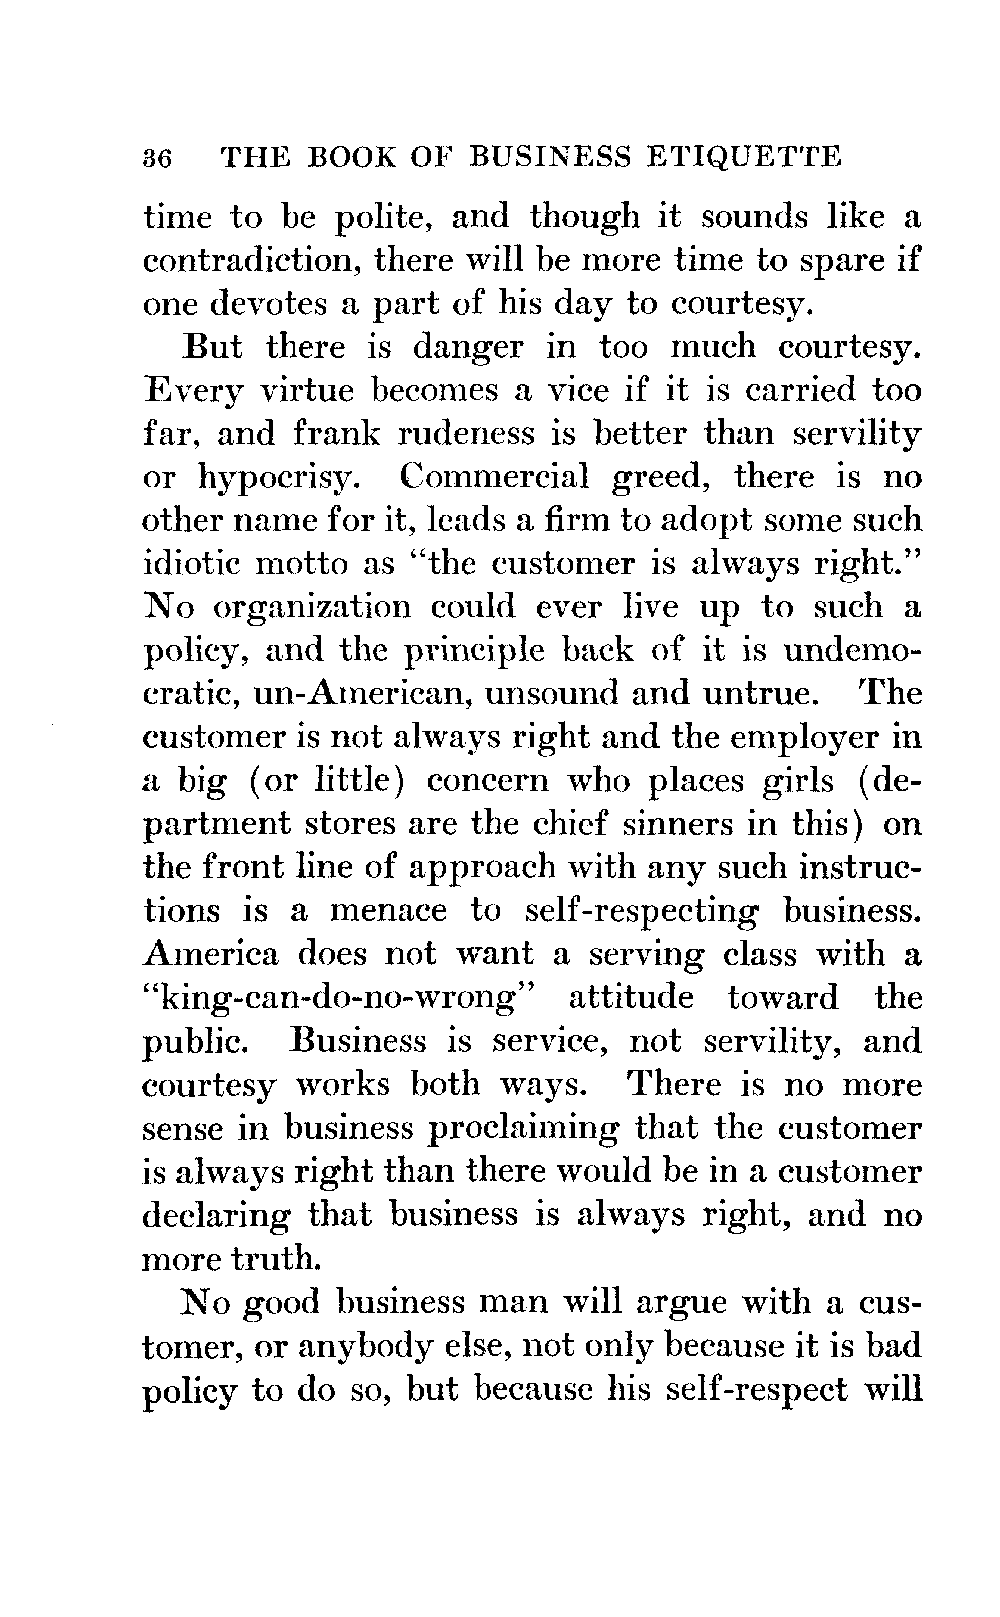 36 THE BOOK OF BUSINESS ETIQUETTE
time to be polite, and though it sounds like a
contradiction, there will be more time to spare if
one devotes a part of his day to courtesy.
But there is danger in too much courtesy.
Every virtue becomes a vice if it is carried too
far, and frank rudeness is better than servility
or hypocrisy. Commercial greed, there is no
other name for it, leads a firm to adopt some such
idiotic motto as “the customer is always right.”
No organization could ever live up to such a
policy, and the principle back of it is undemo-
cratic, un-American, unsound and untrue. The
customer is not always right and the employer in
a big (or little) concern who places girls (de-
partment stores are the chief sinners in this) on
the front line of approach with any such instruc-
tions is a menace to self-respecting business.
America does not want a serving class with a
“king-can-do-no-wrong” attitude toward the
public. Business is service, not servility, and
courtesy works both ways. There is no more
sense in business proclaiming that the customer
is always right than there would be in a customer
declaring that business is always right, and no
more truth.
No good business man will argue with a cus-
tomer, or anybody else, not only because it is bad
policy to do so, but because his self-respect will